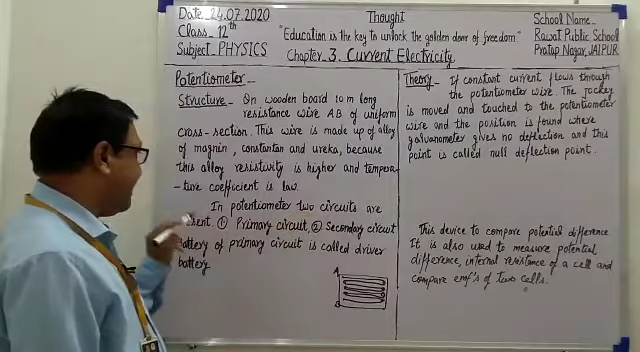 Date 24.07.2020
Class 12th
Subject PHYSICS
Thought
"Education is the key to unlock the golden door of freedom"
Chapter 3. Current Electricity
School Name_
Rawat Public School
Pratap Nagar, JAIPUR
Potentiometer_
Structure_ On wooden board 10 m long
resistance wire AB of uniform
cross-section. This wire is made up of alloy
of magnin, constantan and ureka, because
this alloy resistivity is higher and tempera-
-ture coefficient is law.
In potentiometer two circuits are
① Primary circuit, ② Secondary circuit
Battery of primary circuit is called driver
battery
A
B
Theory_ If constant current flows through
the potentiometer wire. The Jockey
is moved and touched to the potentiometer
wire and the position is found where
galvanometer gives no deflection and this
point is called null deflection point.
This device to compare potential difference
It is also used to measure potential
difference, internal resistance of a cell and
compare emf's of two cells.